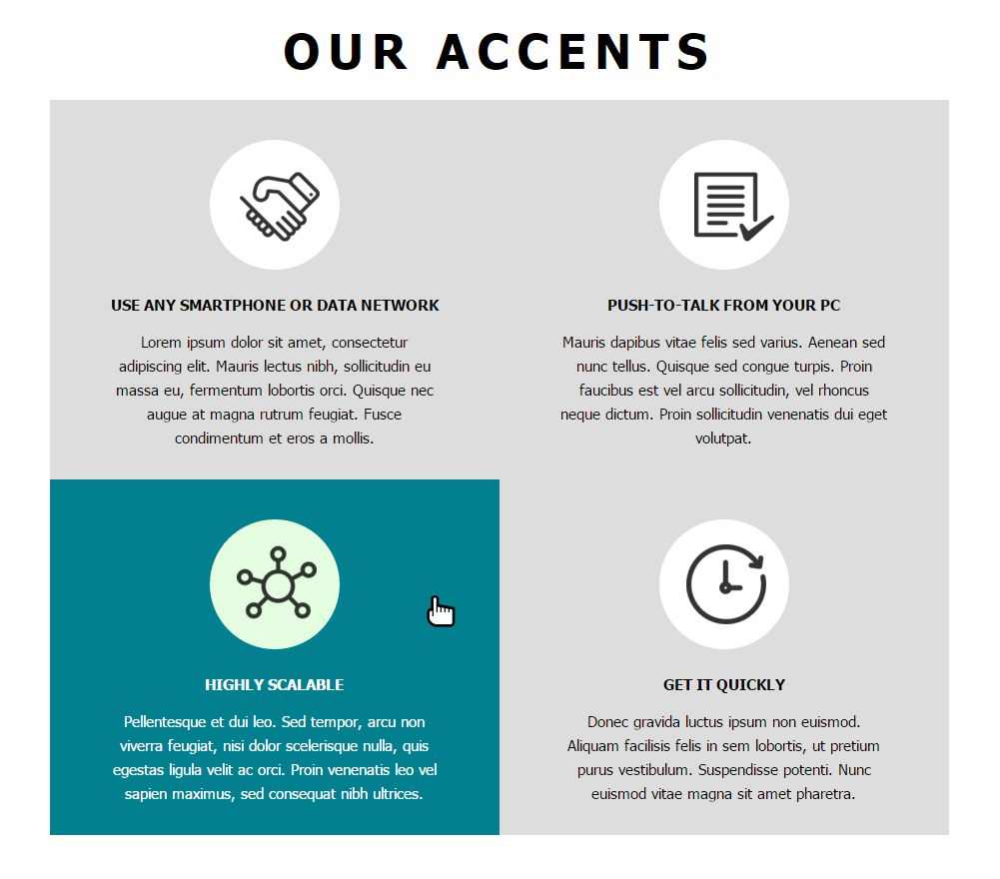 OUR ACCENTS
USE ANY SMARTPHONE OR DATA NETWORK
Lorem ipsum dolor sit amet, consectetur
adipiscing elit. Mauris lectus nibh, sollicitudin eu
massa eu, fermentum lobortis orci. Quisque nec
augue at magna rutrum feugiat. Fusce
condimentum et eros a mollis.
PUSH-TO-TALK FROM YOUR PC
Mauris dapibus vitae felis sed varius. Aenean sed
nunc tellus. Quisque sed congue turpis. Proin
faucibus est vel arcu sollicitudin, vel rhoncus
neque dictum. Proin sollicitudin venenatis dui eget
volutpat.
HIGHLY SCALABLE
Pellentesque et dui leo. Sed tempor, arcu non
viverra feugiat, nisi dolor scelerisque nulla, quis
egestas ligula velit ac orci. Proin venenatis leo vel
sapien maximus, sed consequat nibh ultrices.
GET IT QUICKLY
Donec gravida luctus ipsum non euismod.
Aliquam facilisis felis in sem lobortis, ut pretium
purus vestibulum. Suspendisse potenti. Nunc
euismod vitae magna sit amet pharetra.